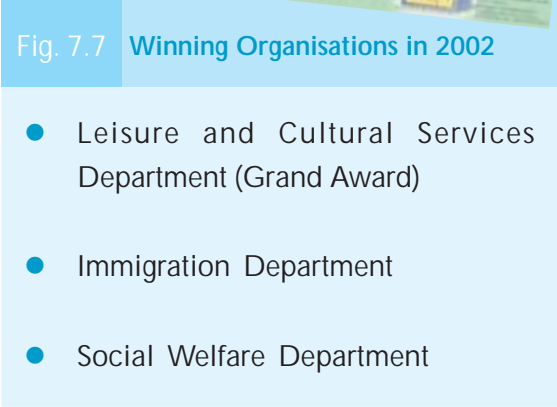 Fig. 7.7 Winning Organisations in 2002
● Leisure and Cultural Services
Department (Grand Award)
● Immigration Department
● Social Welfare Department